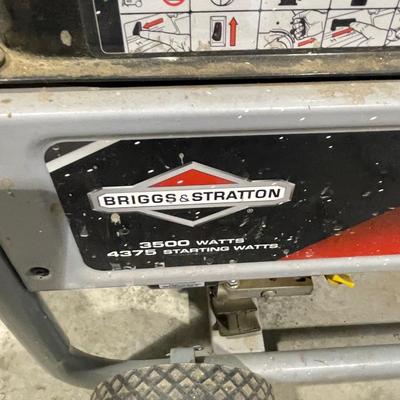 BRIGGS & STRATTON
3500 WATTS
4375 STARTING WATTS